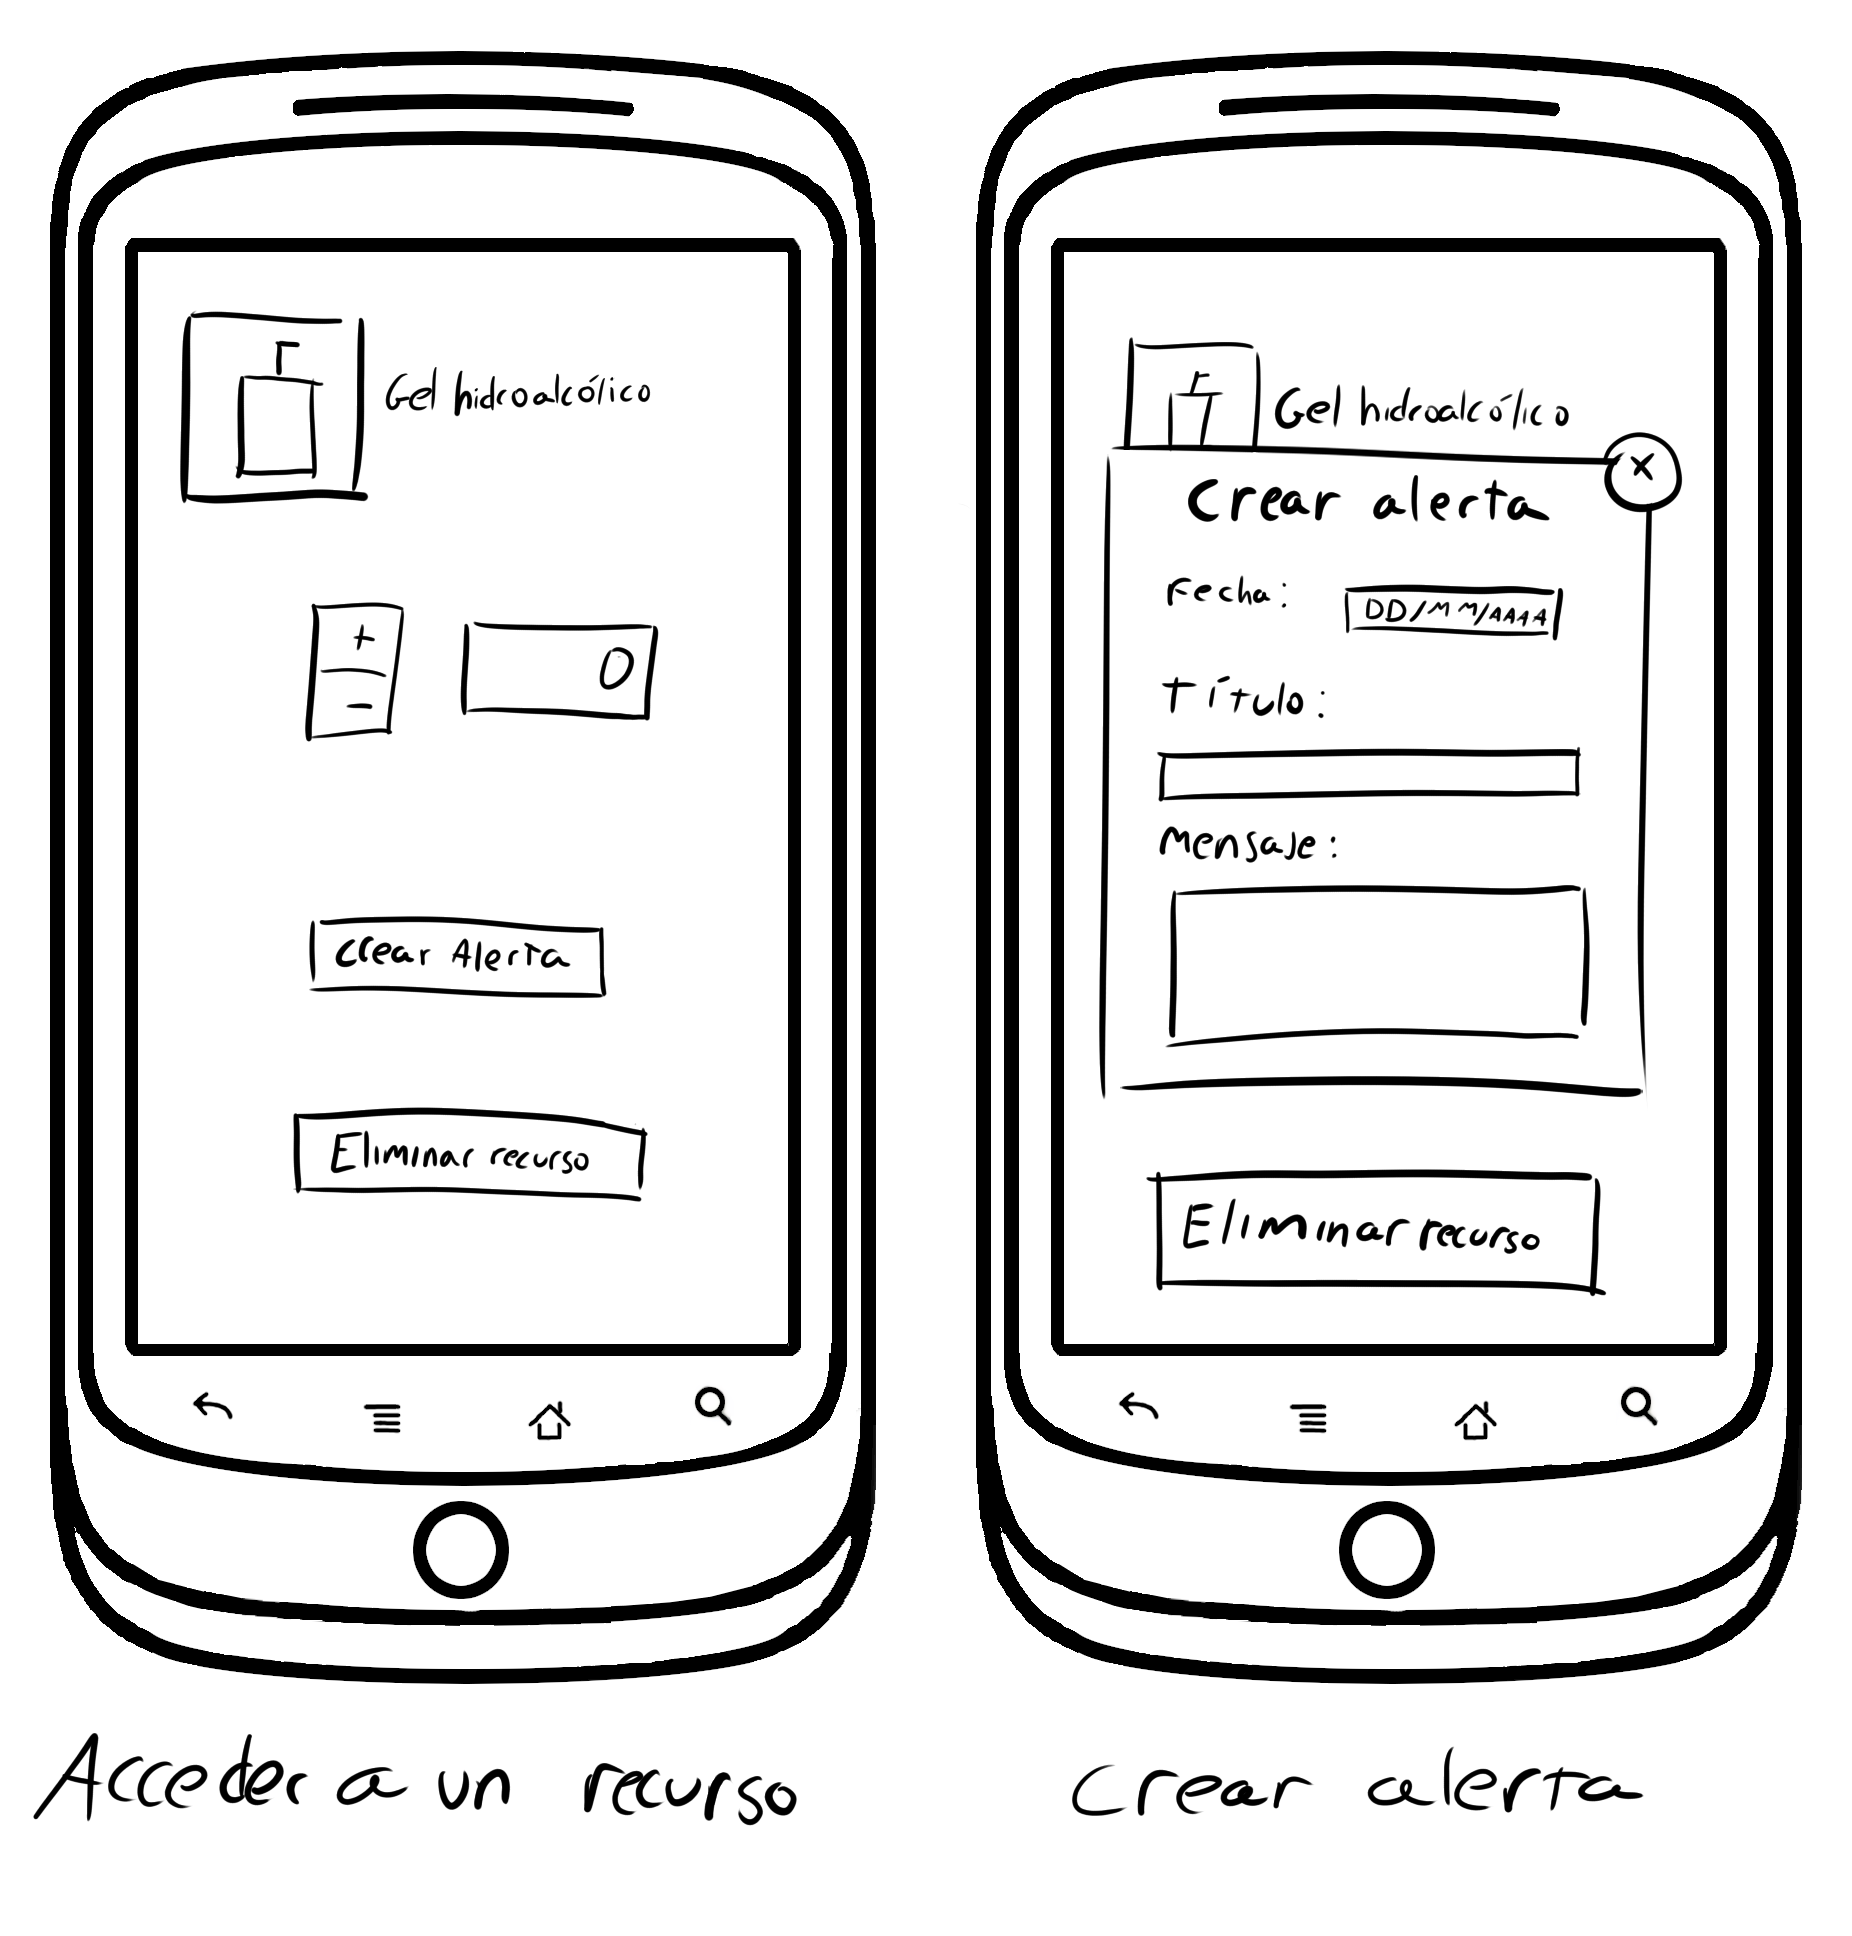 Gel hidroalcólico
+
-
0
Crear Alerta
Eliminar recurso
Acceder a un recurso
Gel hidroalcólico
x
Crear alerta
Fecha: DD/MM/AAAA
Título:
Mensaje:
Eliminar recurso
Crear alerta